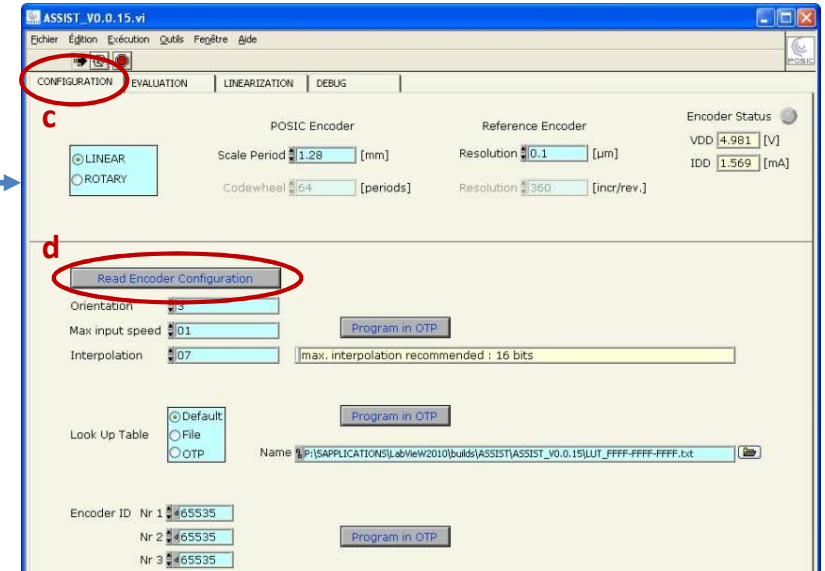 ASSIST_V0.0.15.vi
Fichier Édition Exécution Outils Fenêtre Aide
POSIC
CONFIGURATION EVALUATION LINEARIZATION DEBUG
c
POSIC Encoder Reference Encoder Encoder Status
LINEAR Scale Period 1.28 [mm] Resolution 0.1 [µm] VDD 4.981 [V]
ROTARY Codewheel 64 [periods] Resolution 360 [incr/rev.] IDD 1.569 [mA]
d
Read Encoder Configuration
Orientation 3
Max input speed 01 Program in OTP
Interpolation 07 max. interpolation recommended : 16 bits
Default Program in OTP
Look Up Table File
OTP Name P:\SAPPLICATIONS\LabVieW2010\builds\ASSIST\ASSIST_V0.0.15\LUT_FFFF-FFFF-FFFF.txt
Encoder ID Nr 1 d 65535
Nr 2 d 65535 Program in OTP
Nr 3 d 65535